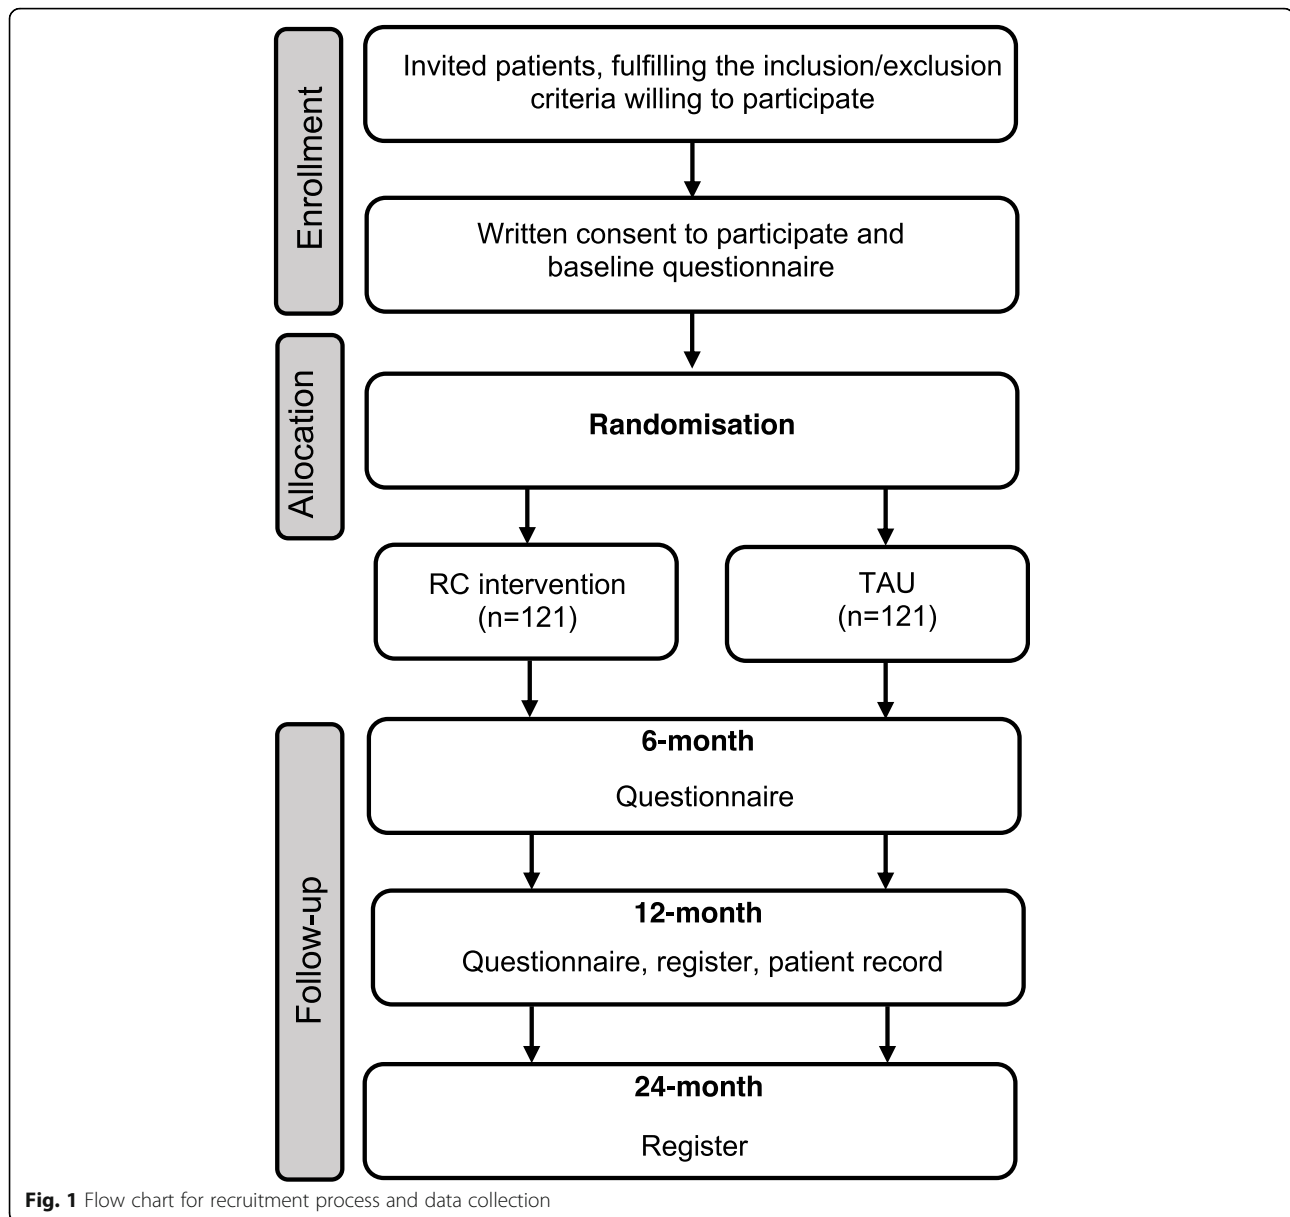 Enrollment
Invited patients, fulfilling the inclusion/exclusion
criteria willing to participate
Written consent to participate and
baseline questionnaire
Allocation
Randomisation
RC intervention
(n=121)
TAU
(n=121)
Follow-up
6-month
Questionnaire
12-month
Questionnaire, register, patient record
24-month
Register
Fig. 1 Flow chart for recruitment process and data collection